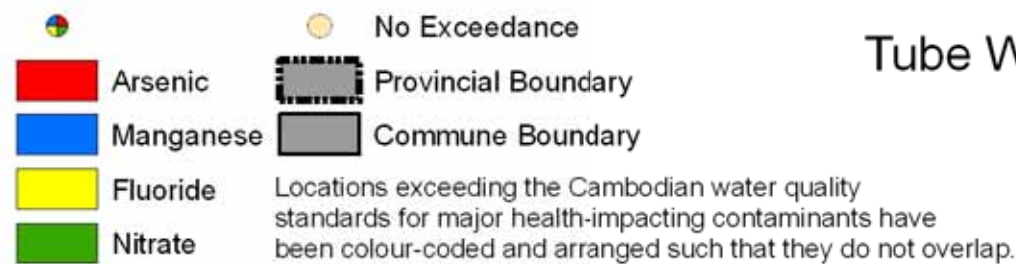 No Exceedance
Tube W
Arsenic
Provincial Boundary
Manganese
Commune Boundary
Fluoride
Nitrate
Locations exceeding the Cambodian water quality
standards for major health-impacting contaminants have
been colour-coded and arranged such that they do not overlap.